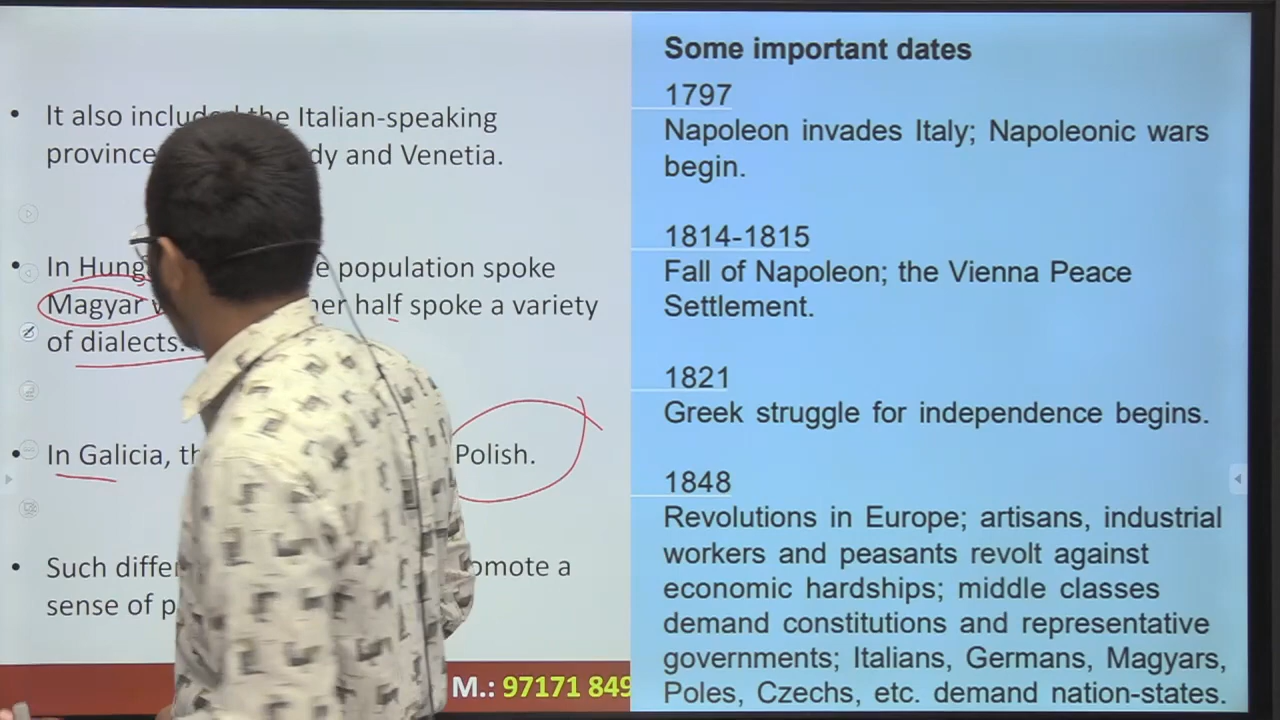 It also include the Italian-speaking
province dy and Venetia.
In Hung e population spoke
Magyar her half spoke a variety
of dialects.
In Galicia, th Polish.
Such differ omote a
sense of p
M.: 97171 849
Some important dates
1797
Napoleon invades Italy; Napoleonic wars
begin.
1814-1815
Fall of Napoleon; the Vienna Peace
Settlement.
1821
Greek struggle for independence begins.
1848
Revolutions in Europe; artisans, industrial
workers and peasants revolt against
economic hardships; middle classes
demand constitutions and representative
governments; Italians, Germans, Magyars,
Poles, Czechs, etc. demand nation-states.